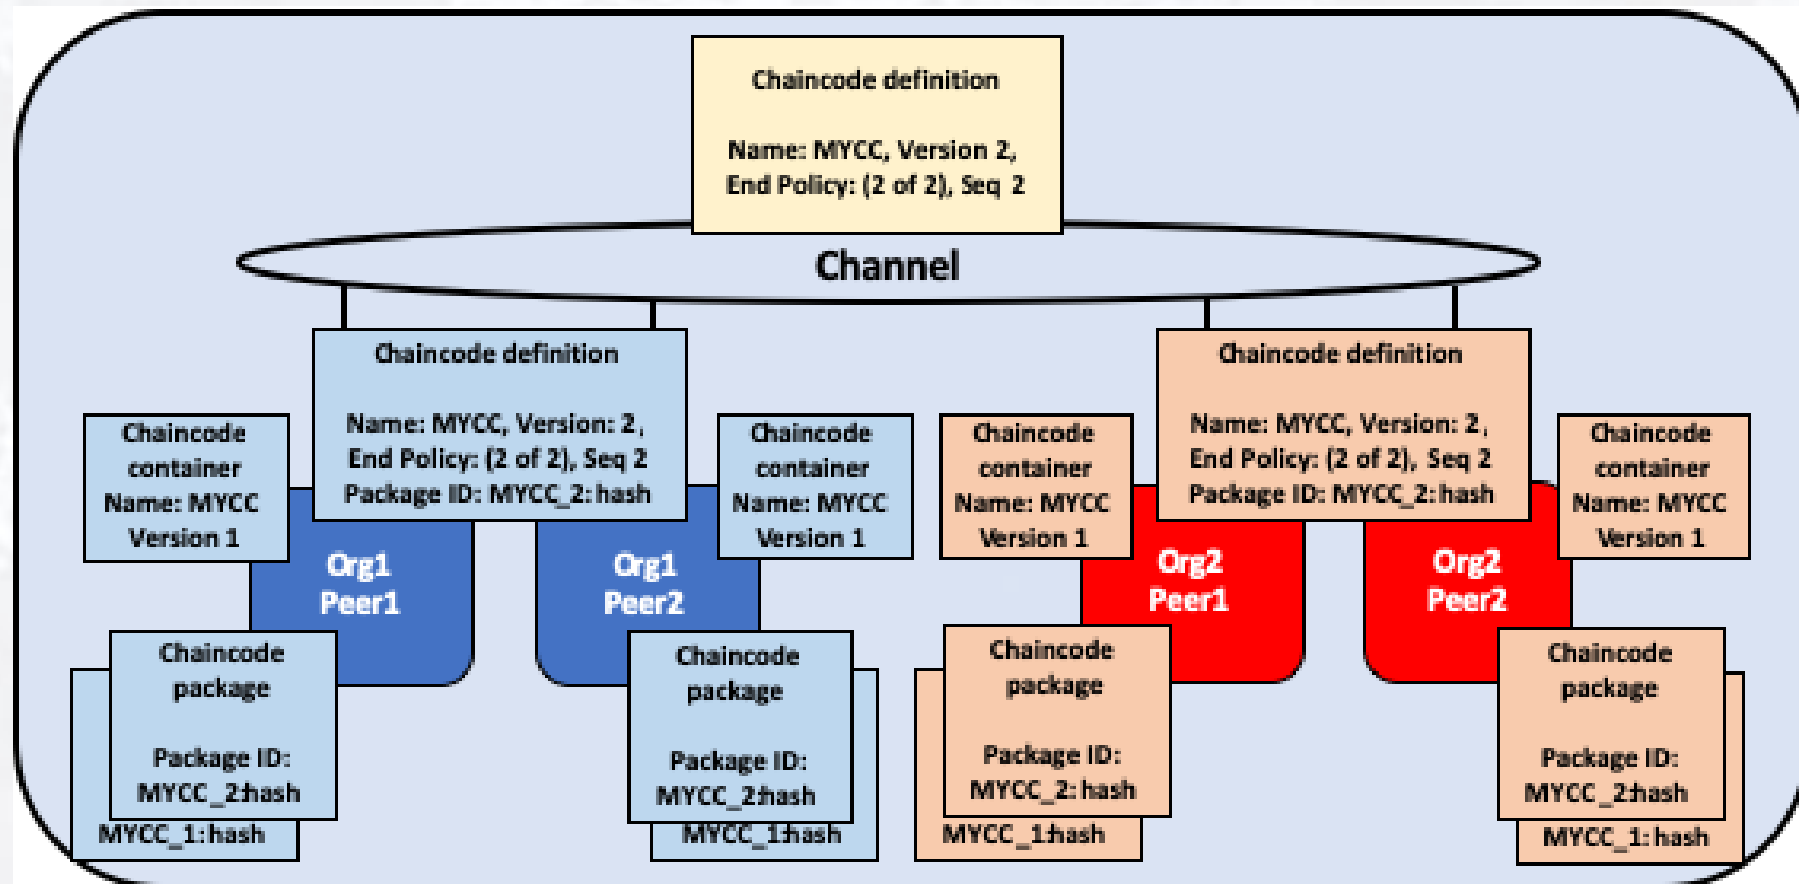 Chaincode definition
Name: MYCC, Version 2,
End Policy: (2 of 2), Seq 2
Channel
Chaincode definition
Name: MYCC, Version: 2,
End Policy: (2 of 2), Seq 2
Package ID: MYCC_2:hash
Chaincode definition
Name: MYCC, Version: 2,
End Policy: (2 of 2), Seq 2
Package ID: MYCC_2:hash
Chaincode
container
Name: MYCC
Version 1
Chaincode
container
Name: MYCC
Version 1
Chaincode
container
Name: MYCC
Version 1
Chaincode
container
Name: MYCC
Version 1
Org1
Peer1
Org1
Peer2
Org2
Peer1
Org2
Peer2
Chaincode
package
Package ID:
MYCC_2:hash
MYCC_1:hash
Chaincode
package
Package ID:
MYCC_2:hash
MYCC_1:hash
Chaincode
package
Package ID:
MYCC_2:hash
MYCC_1:hash
Chaincode
package
Package ID:
MYCC_2:hash
MYCC_1:hash